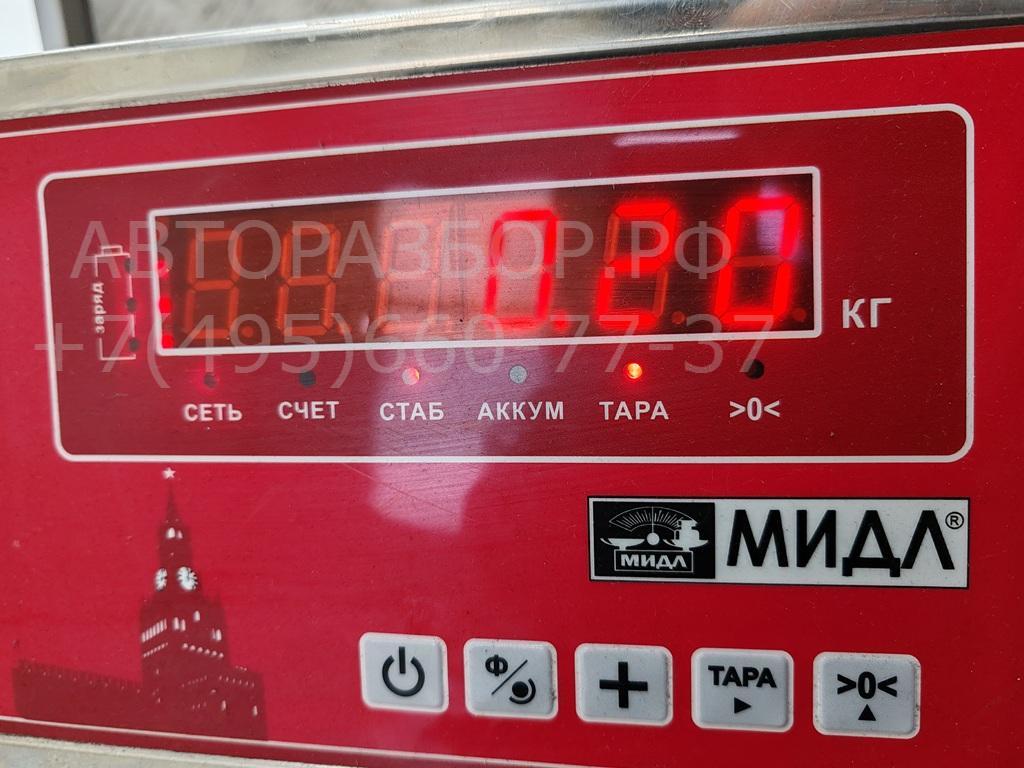 АВТОРАЗБОР.РФ
+7(495)660-77-37
заряд
0.20
КГ
СЕТЬ СЧЕТ СТАБ АККУМ ТАРА >0<
МИДЛ МИДЛ®
Ф ТАРА >0<